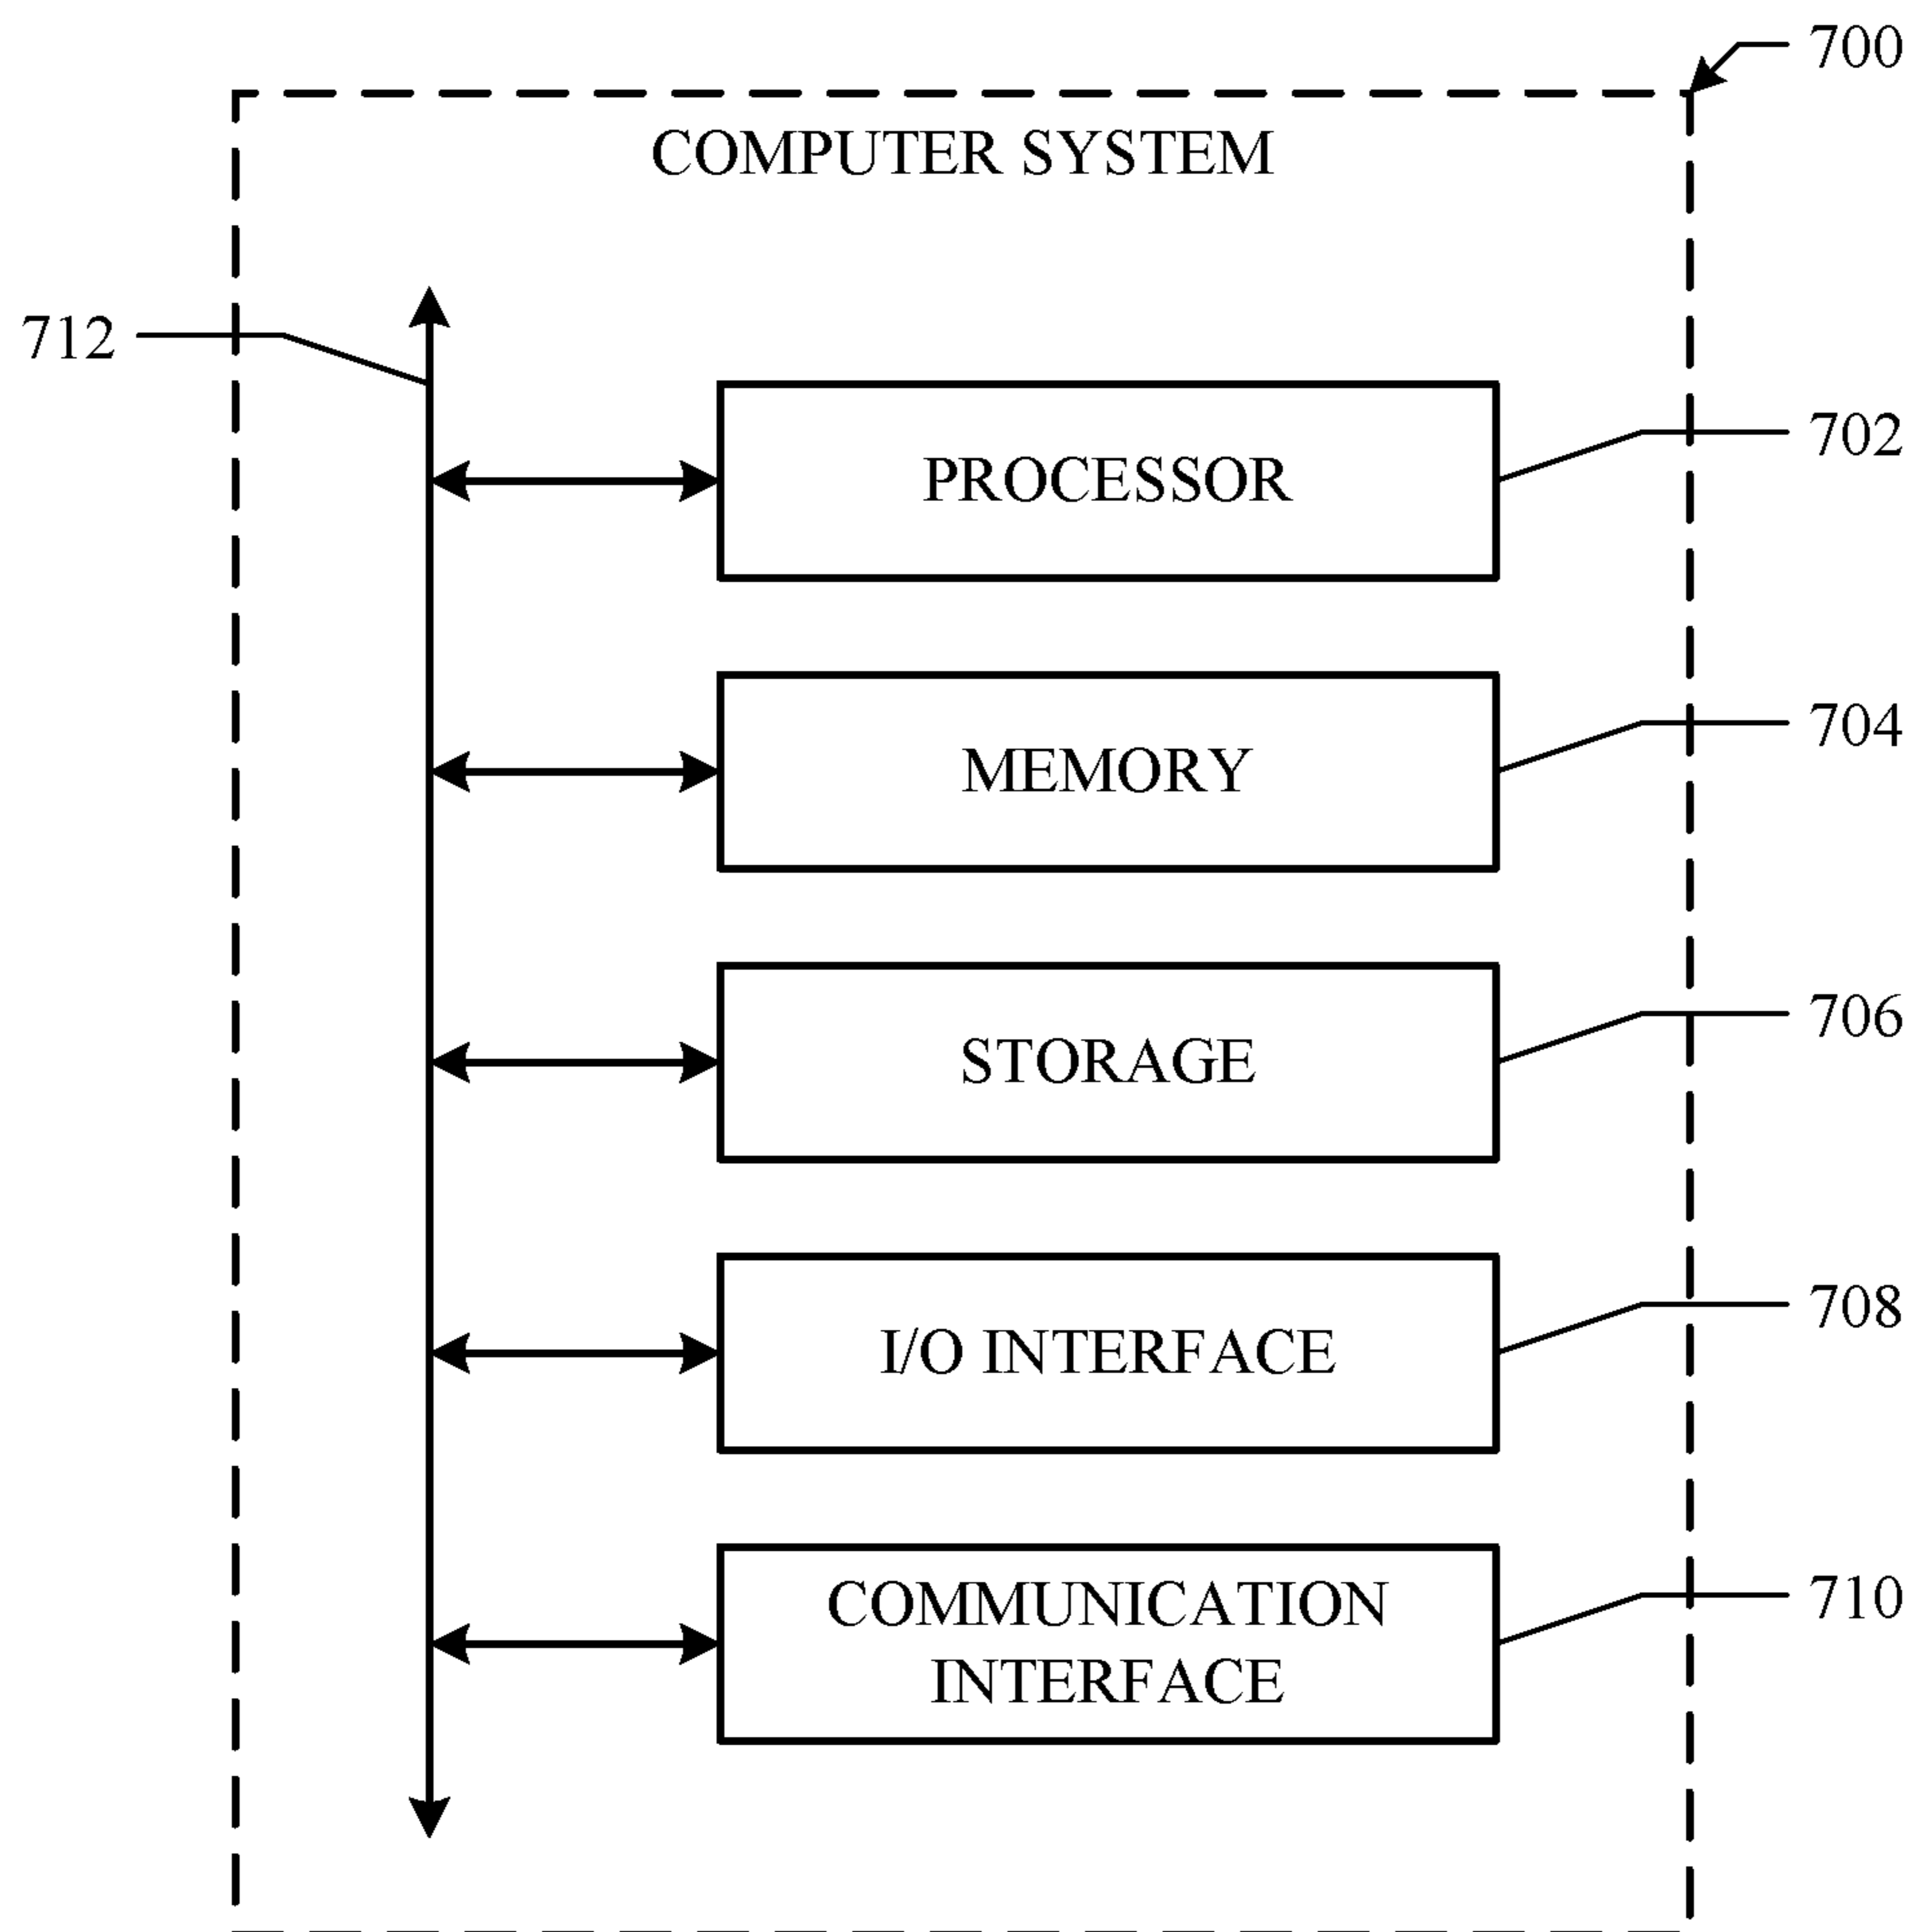 700
COMPUTER SYSTEM
712
702
PROCESSOR
704
MEMORY
706
STORAGE
708
I/O INTERFACE
710
COMMUNICATION
INTERFACE